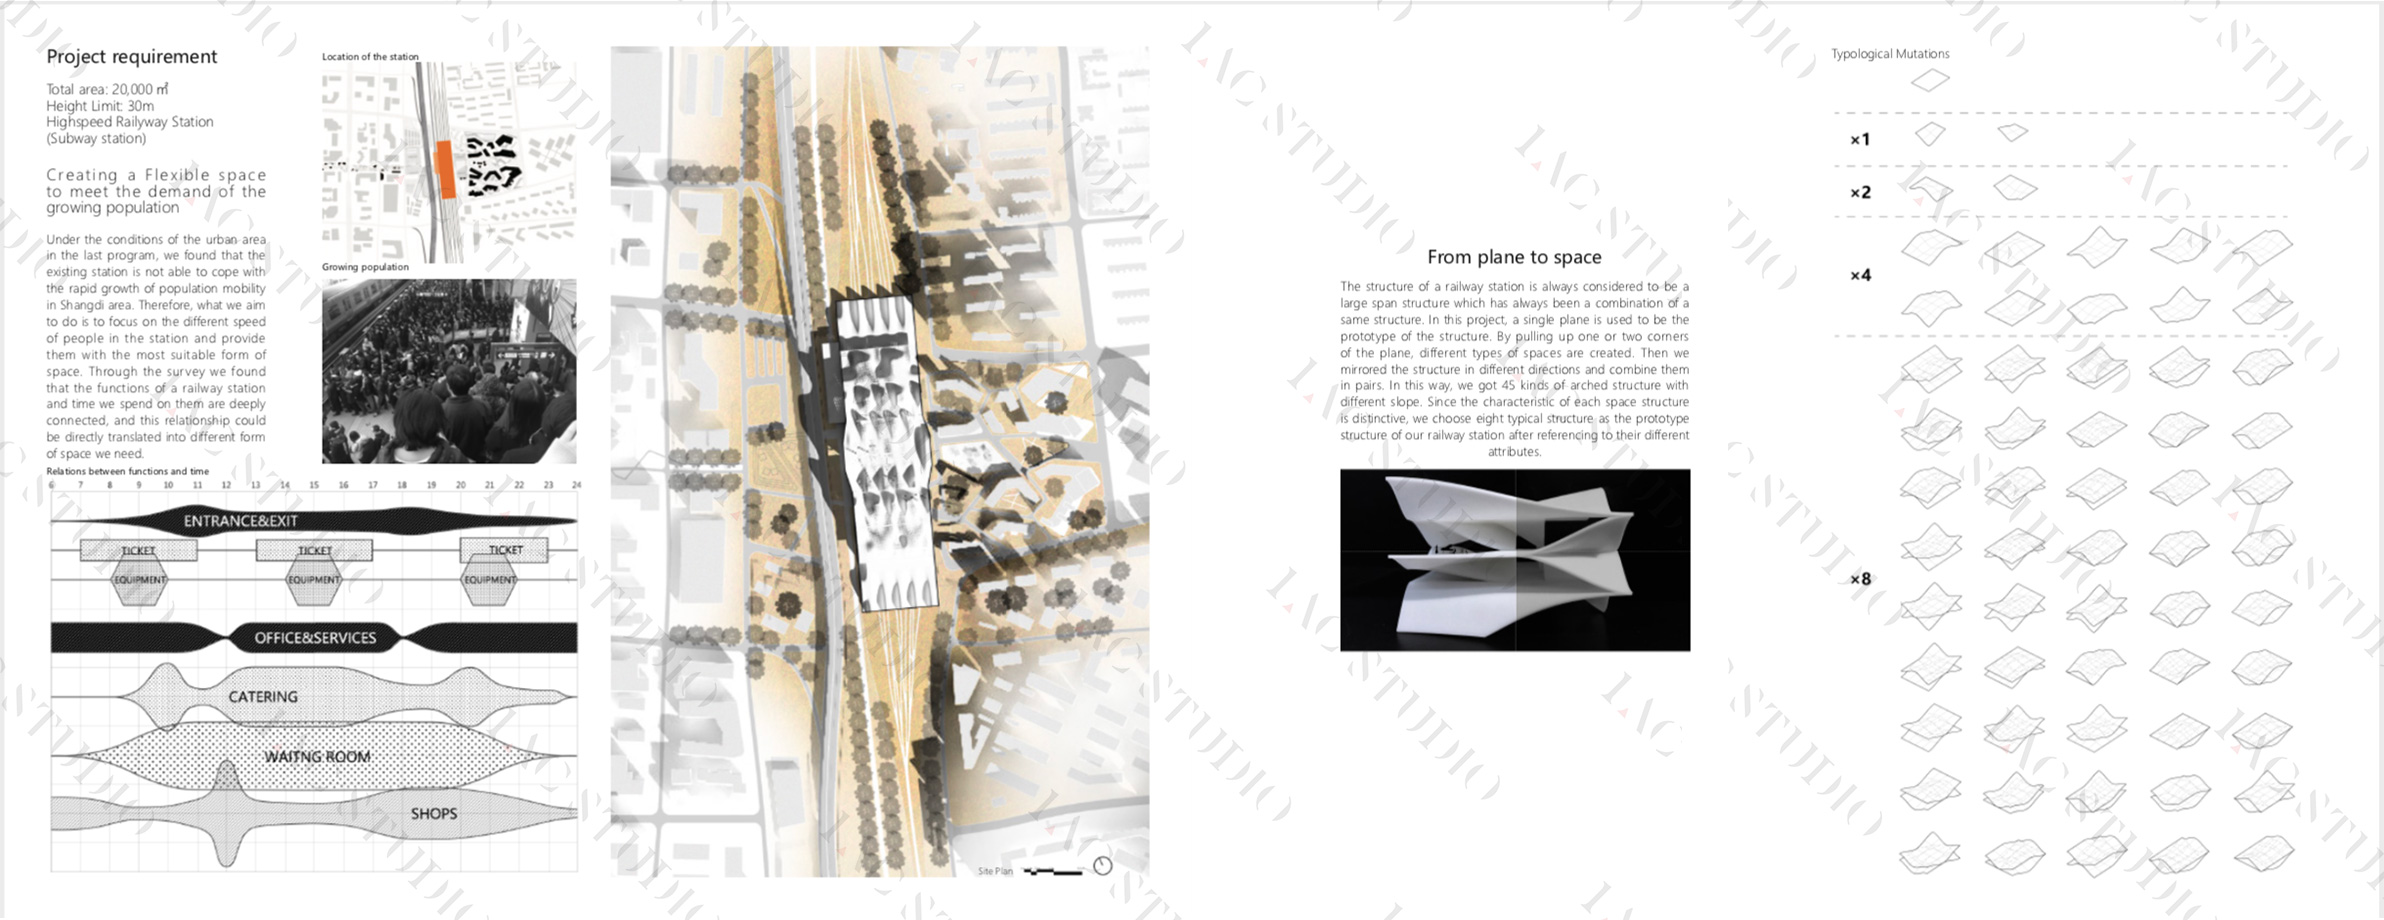 Project requirement
Total area: 20,000 ㎡
Height Limit: 30m
Highspeed Railway Station
(Subway station)
Creating a Flexible space
to meet the demand of the
growing population
Under the conditions of the urban area
in the last program, we found that the
existing station is not able to cope with
the rapid growth of population mobility
in Shangdi area. Therefore, what we aim
to do is to focus on the different speed
of people in the station and provide
them with the most suitable form of
space. Through the survey we found
that the functions of a railway station
and time we spend on them are deeply
connected, and this relationship could
be directly translated into different form
of space we need.
Relations between functions and time
6 7 8 9 10 11 12 13 14 15 16 17 18 19 20 21 22 23 24
ENTRANCE&EXIT
TICKET TICKET TICKET
EQUIPMENT EQUIPMENT EQUIPMENT
OFFICE&SERVICES
CATERING
WAITNG ROOM
SHOPS
Location of the station
Growing population
Site Plan
From plane to space
The structure of a railway station is always considered to be a
large span structure which has always been a combination of a
same structure. In this project, a single plane is used to be the
prototype of the structure. By pulling up one or two corners
of the plane, different types of spaces are created. Then we
mirrored the structure in different directions and combine them
in pairs. In this way, we got 45 kinds of arched structure with
different slope. Since the characteristic of each space structure
is distinctive, we choose eight typical structure as the prototype
structure of our railway station after referencing to their different
attributes.
Typological Mutations
×1
×2
×4
×8
LAC STUDIO